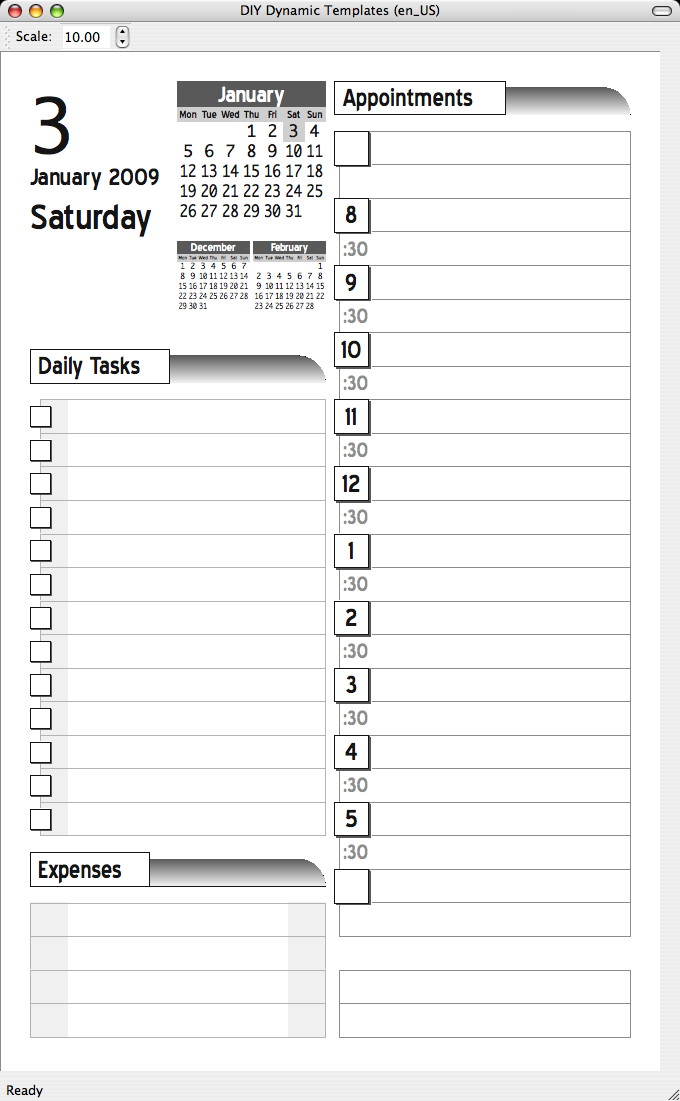 DIY Dynamic Templates (en_US)
Scale: 10.00
3
January 2009
Saturday
January
Mon Tue Wed Thu Fri Sat Sun
1 2 3 4
5 6 7 8 9 10 11
12 13 14 15 16 17 18
19 20 21 22 23 24 25
26 27 28 29 30 31
December
Mon Tue Wed Thu Fri Sat Sun
1 2 3 4 5 6 7
8 9 10 11 12 13 14
15 16 17 18 19 20 21
22 23 24 25 26 27 28
29 30 31
February
Mon Tue Wed Thu Fri Sat Sun
1
2 3 4 5 6 7 8
9 10 11 12 13 14 15
16 17 18 19 20 21 22
23 24 25 26 27 28
Daily Tasks
Expenses
Appointments
8
:30
9
:30
10
:30
11
:30
12
:30
1
:30
2
:30
3
:30
4
:30
5
:30
Ready